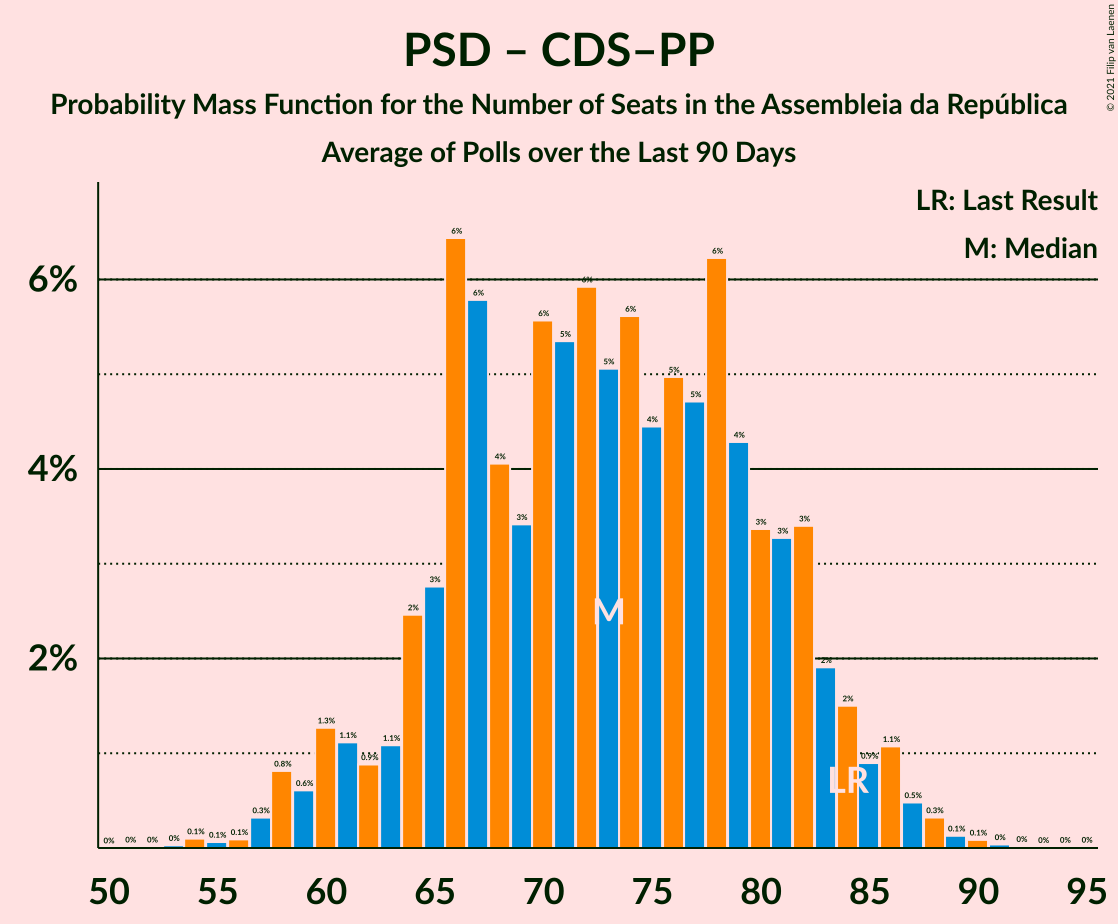 PSD – CDS–PP
Probability Mass Function for the Number of Seats in the Assembleia da República
Average of Polls over the Last 90 Days
© 2021 Filip van Laenen
LR: Last Result
M: Median
6%
4%
2%
0% 0% 0% 0% 0.1% 0.1% 0.1% 0.3% 0.8% 0.6% 1.3% 1.1% 0.9% 1.1% 2% 3% 6% 6% 4% 3% 6% 5% 6% 5% 6% 4% 5% 5% 6% 4% 3% 3% 3% 2% 2% 0.9% 1.1% 0.5% 0.3% 0.1% 0.1% 0% 0% 0% 0% 0%
M
LR
50 55 60 65 70 75 80 85 90 95